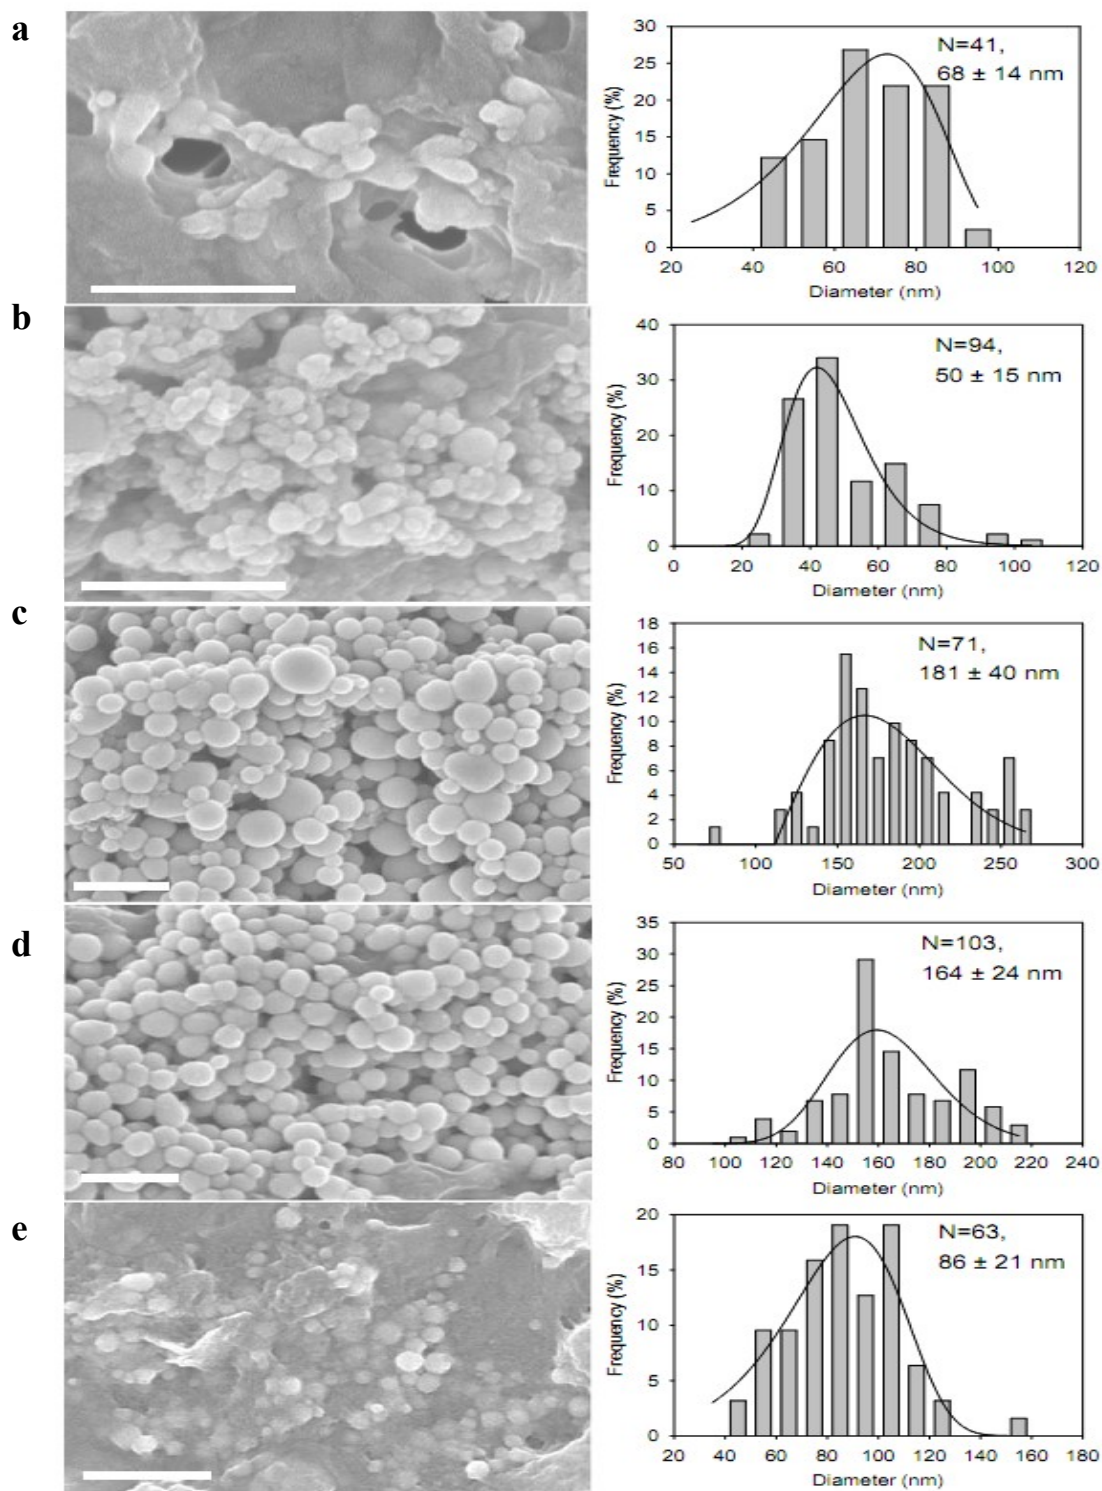 a
30
25
20
15
10
5
0
Frequency (%)
N=41,
68 ± 14 nm
20 40 60 80 100 120
Diameter (nm)
b
40
30
20
10
0
Frequency (%)
N=94,
50 ± 15 nm
0 20 40 60 80 100 120
Diameter (nm)
c
18
16
14
12
10
8
6
4
2
0
Frequency (%)
N=71,
181 ± 40 nm
50 100 150 200 250 300
Diameter (nm)
d
35
30
25
20
15
10
5
0
Frequency (%)
N=103,
164 ± 24 nm
80 100 120 140 160 180 200 220 240
Diameter (nm)
e
20
15
10
5
0
Frequency (%)
N=63,
86 ± 21 nm
20 40 60 80 100 120 140 160 180
Diameter (nm)